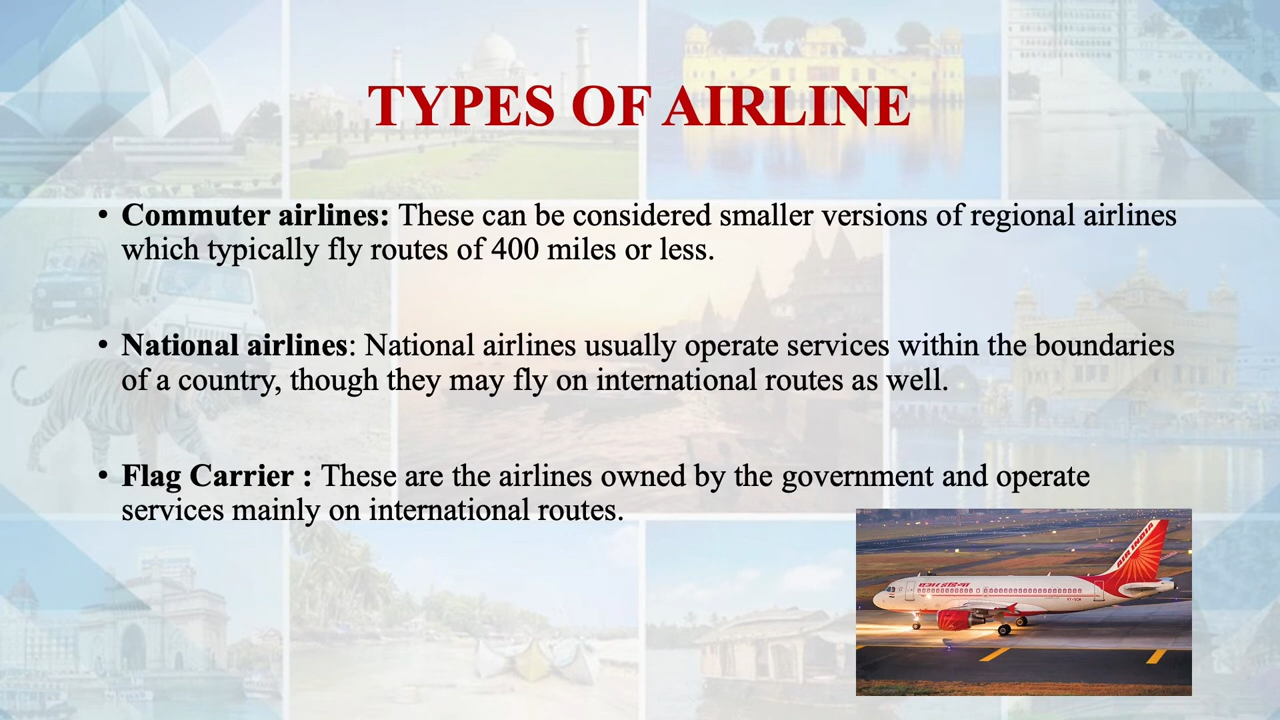 TYPES OF AIRLINE
• Commuter airlines: These can be considered smaller versions of regional airlines
which typically fly routes of 400 miles or less.
• National airlines: National airlines usually operate services within the boundaries
of a country, though they may fly on international routes as well.
• Flag Carrier : These are the airlines owned by the government and operate
services mainly on international routes.
AIR INDIA